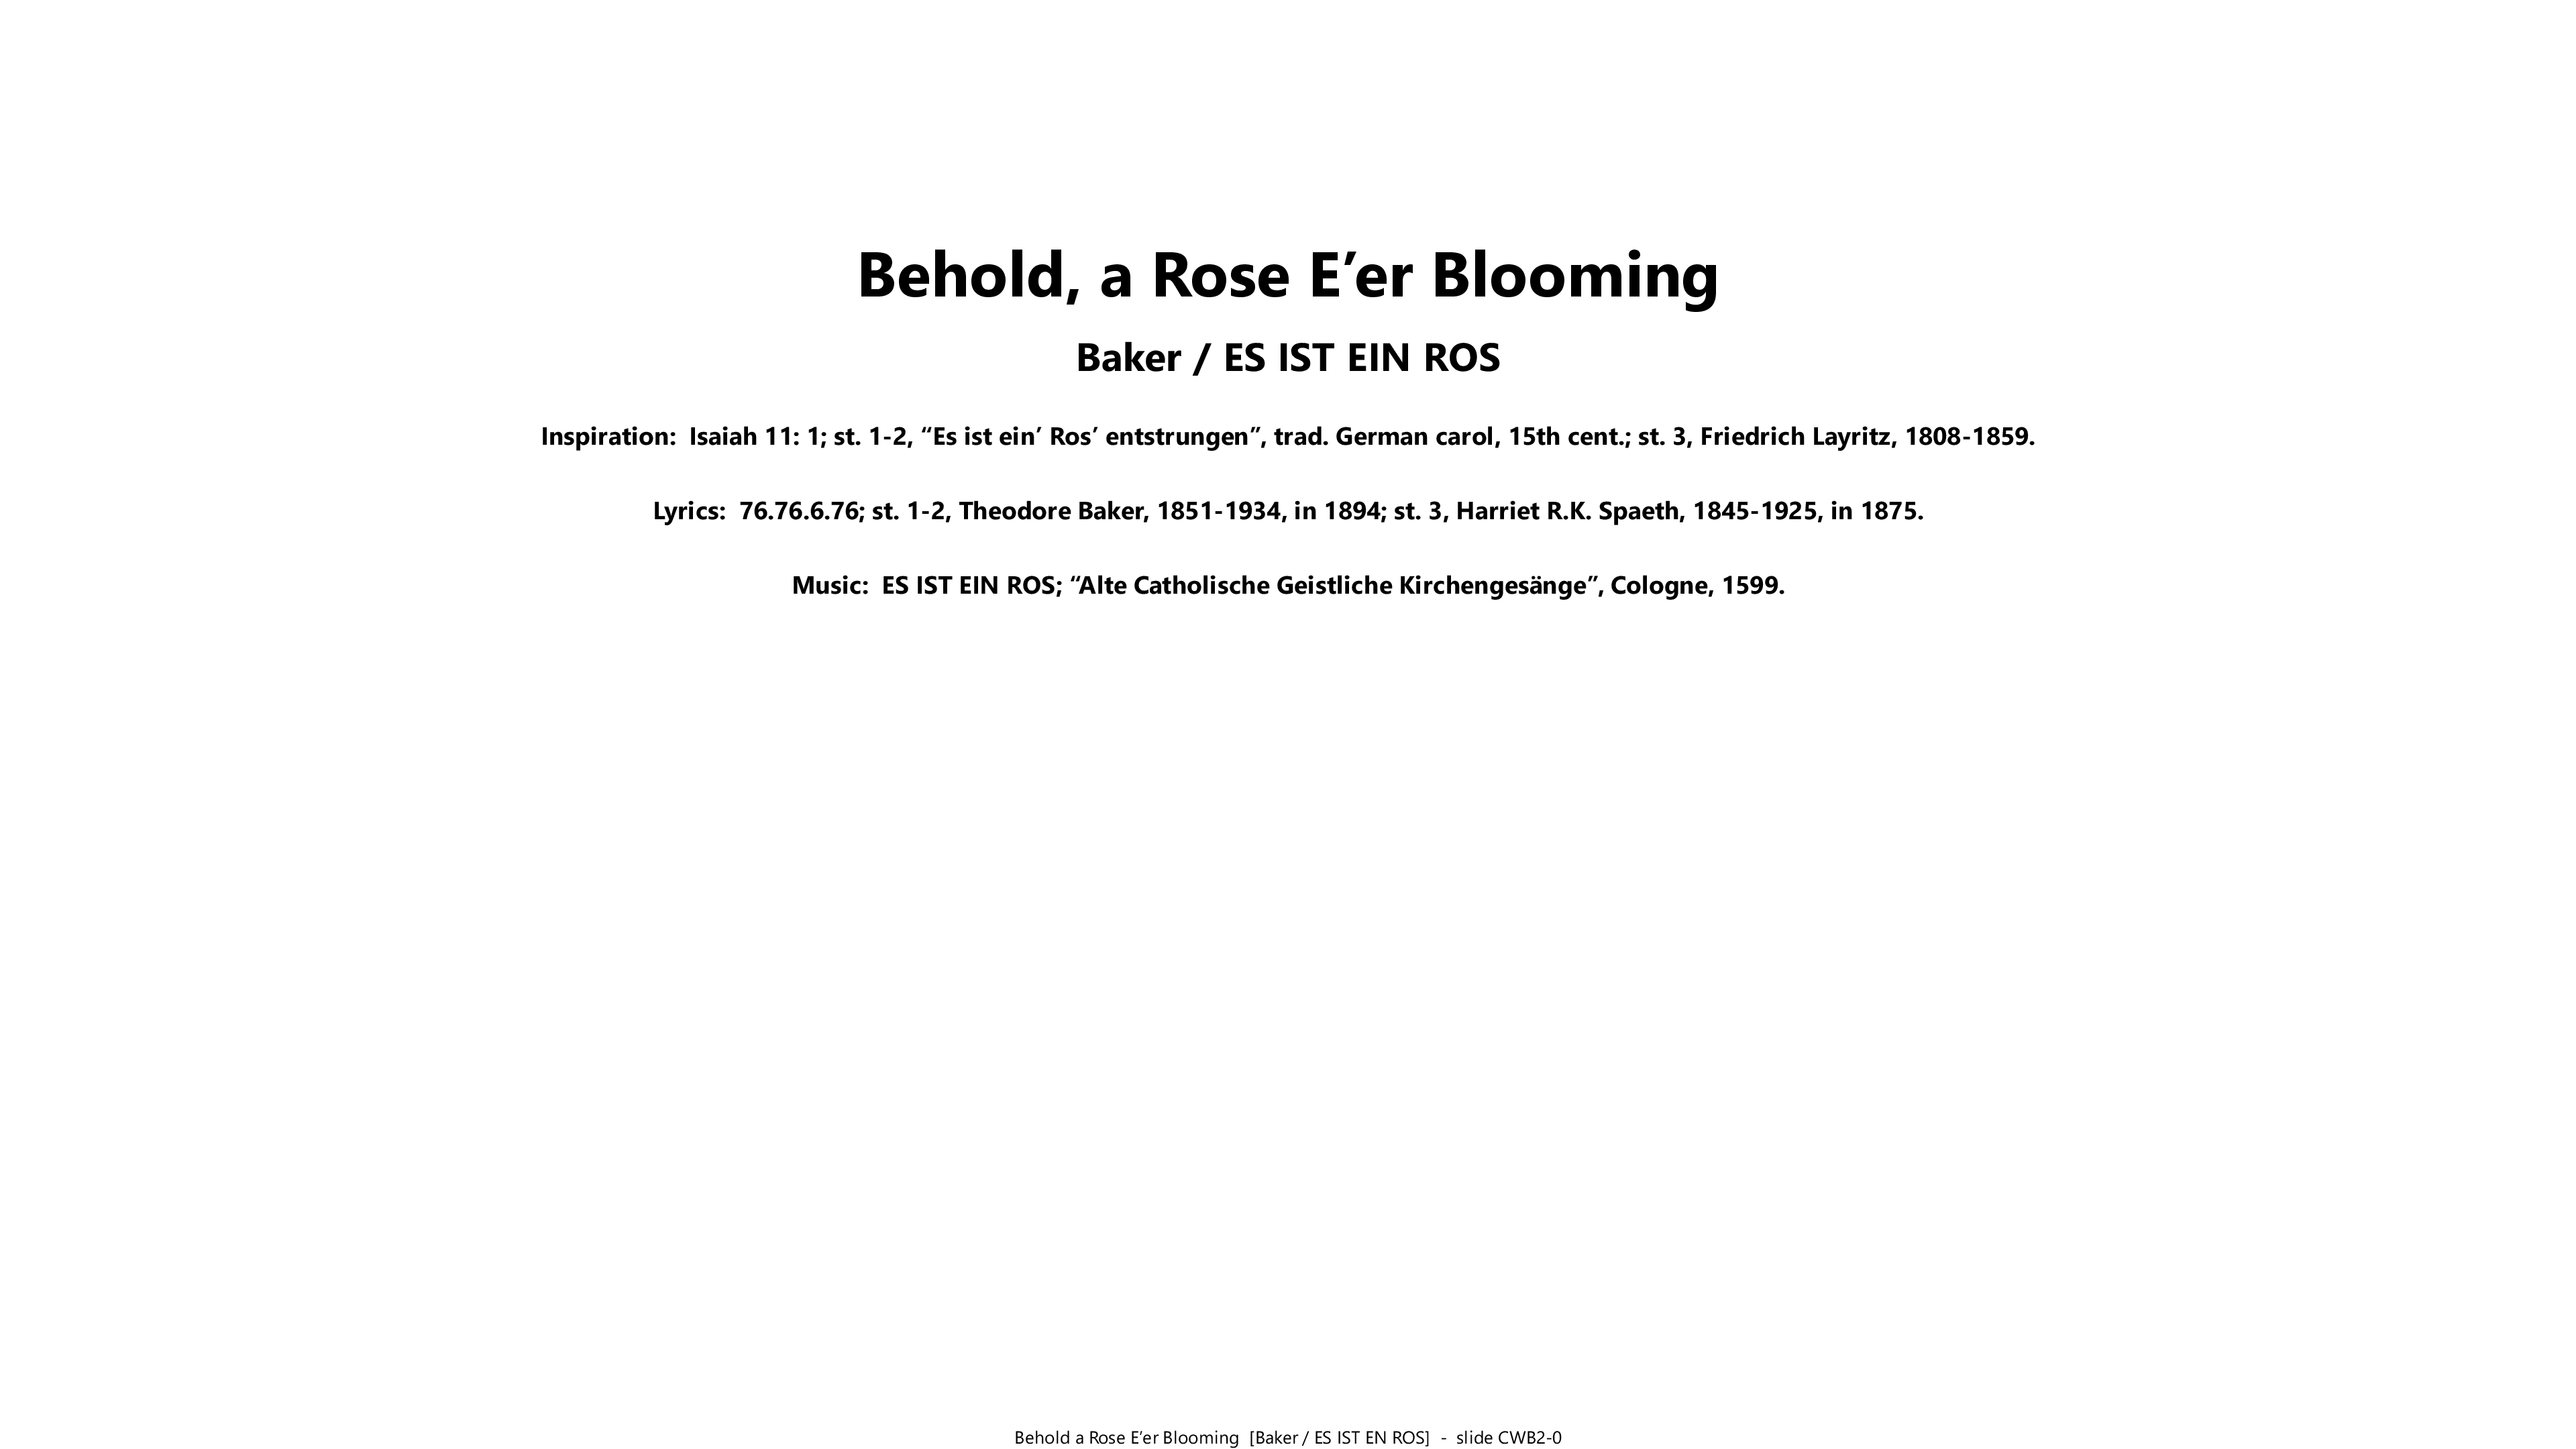 Behold, a Rose E’er Blooming
Baker / ES IST EIN ROS
Inspiration:  Isaiah 11: 1; st. 1-2, “Es ist ein’ Ros’ entstrungen”, trad. German carol, 15th cent.; st. 3, Friedrich Layritz, 1808-1859.
Lyrics:  76.76.6.76; st. 1-2, Theodore Baker, 1851-1934, in 1894; st. 3, Harriet R.K. Spaeth, 1845-1925, in 1875.
Music:  ES IST EIN ROS; “Alte Catholische Geistliche Kirchengesänge”, Cologne, 1599.
Behold a Rose E’er Blooming  [Baker / ES IST EN ROS]  -  slide CWB2-0